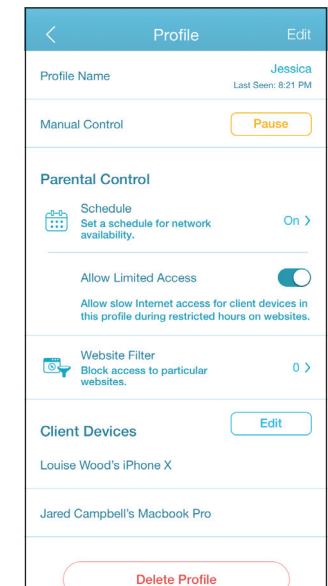 Profile
Edit
Profile Name
Jessica
Last Seen: 8:21 PM
Manual Control
Pause
Parental Control
Schedule
Set a schedule for network
availability.
On
Allow Limited Access
Allow slow Internet access for client devices in
this profile during restricted hours on websites.
Website Filter
Block access to particular
websites.
0
Client Devices
Edit
Louise Wood's iPhone X
Jared Campbell's Macbook Pro
Delete Profile